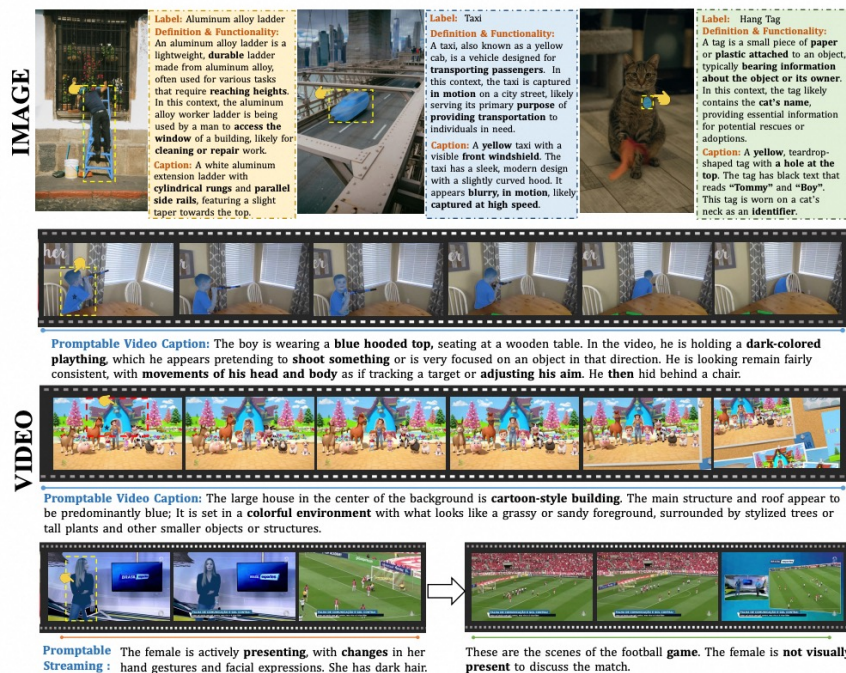 IMAGE
Label: Aluminum alloy ladder
Definition & Functionality:
An aluminum alloy ladder is a
lightweight, durable ladder
made from aluminum alloy,
often used for various tasks
that require reaching heights.
In this context, the aluminum
alloy worker ladder is being
used by a man to access the
window of a building, likely for
cleaning or repair work.
Caption: A white aluminum
extension ladder with
cylindrical rungs and parallel
side rails, featuring a slight
taper towards the top.
Label: Taxi
Definition & Functionality:
A taxi, also known as a yellow
cab, is a vehicle designed for
transporting passengers. In
this context, the taxi is captured
in motion on a city street, likely
serving its primary purpose of
providing transportation to
individuals in need.
Caption: A yellow taxi with a
visible front windshield. The
taxi has a sleek, modern design
with a slightly curved hood. It
appears blurry, in motion, likely
captured at high speed.
Label: Hang Tag
Definition & Functionality:
A tag is a small piece of paper
or plastic attached to an object,
typically bearing information
about the object or its owner.
In this context, the tag likely
contains the cat's name,
providing essential information
for potential rescues or
adoptions.
Caption: A yellow, teardrop-
shaped tag with a hole at the
top. The tag has black text that
reads “Tommy” and “Boy”.
This tag is worn on a cat's
neck as an identifier.
VIDEO
her
Promptable Video Caption: The boy is wearing a blue hooded top, seating at a wooden table. In the video, he is holding a dark-colored
plaything, which he appears pretending to shoot something or is very focused on an object in that direction. He is looking remain fairly
consistent, with movements of his head and body as if tracking a target or adjusting his aim. He then hid behind a chair.
Promptable Video Caption: The large house in the center of the background is cartoon-style building. The main structure and roof appear to
be predominantly blue; It is set in a colorful environment with what looks like a grassy or sandy foreground, surrounded by stylized trees or
tall plants and other smaller objects or structures.
Promptable
Streaming :
The female is actively presenting, with changes in her
hand gestures and facial expressions. She has dark hair.
These are the scenes of the football game. The female is not visually
present to discuss the match.